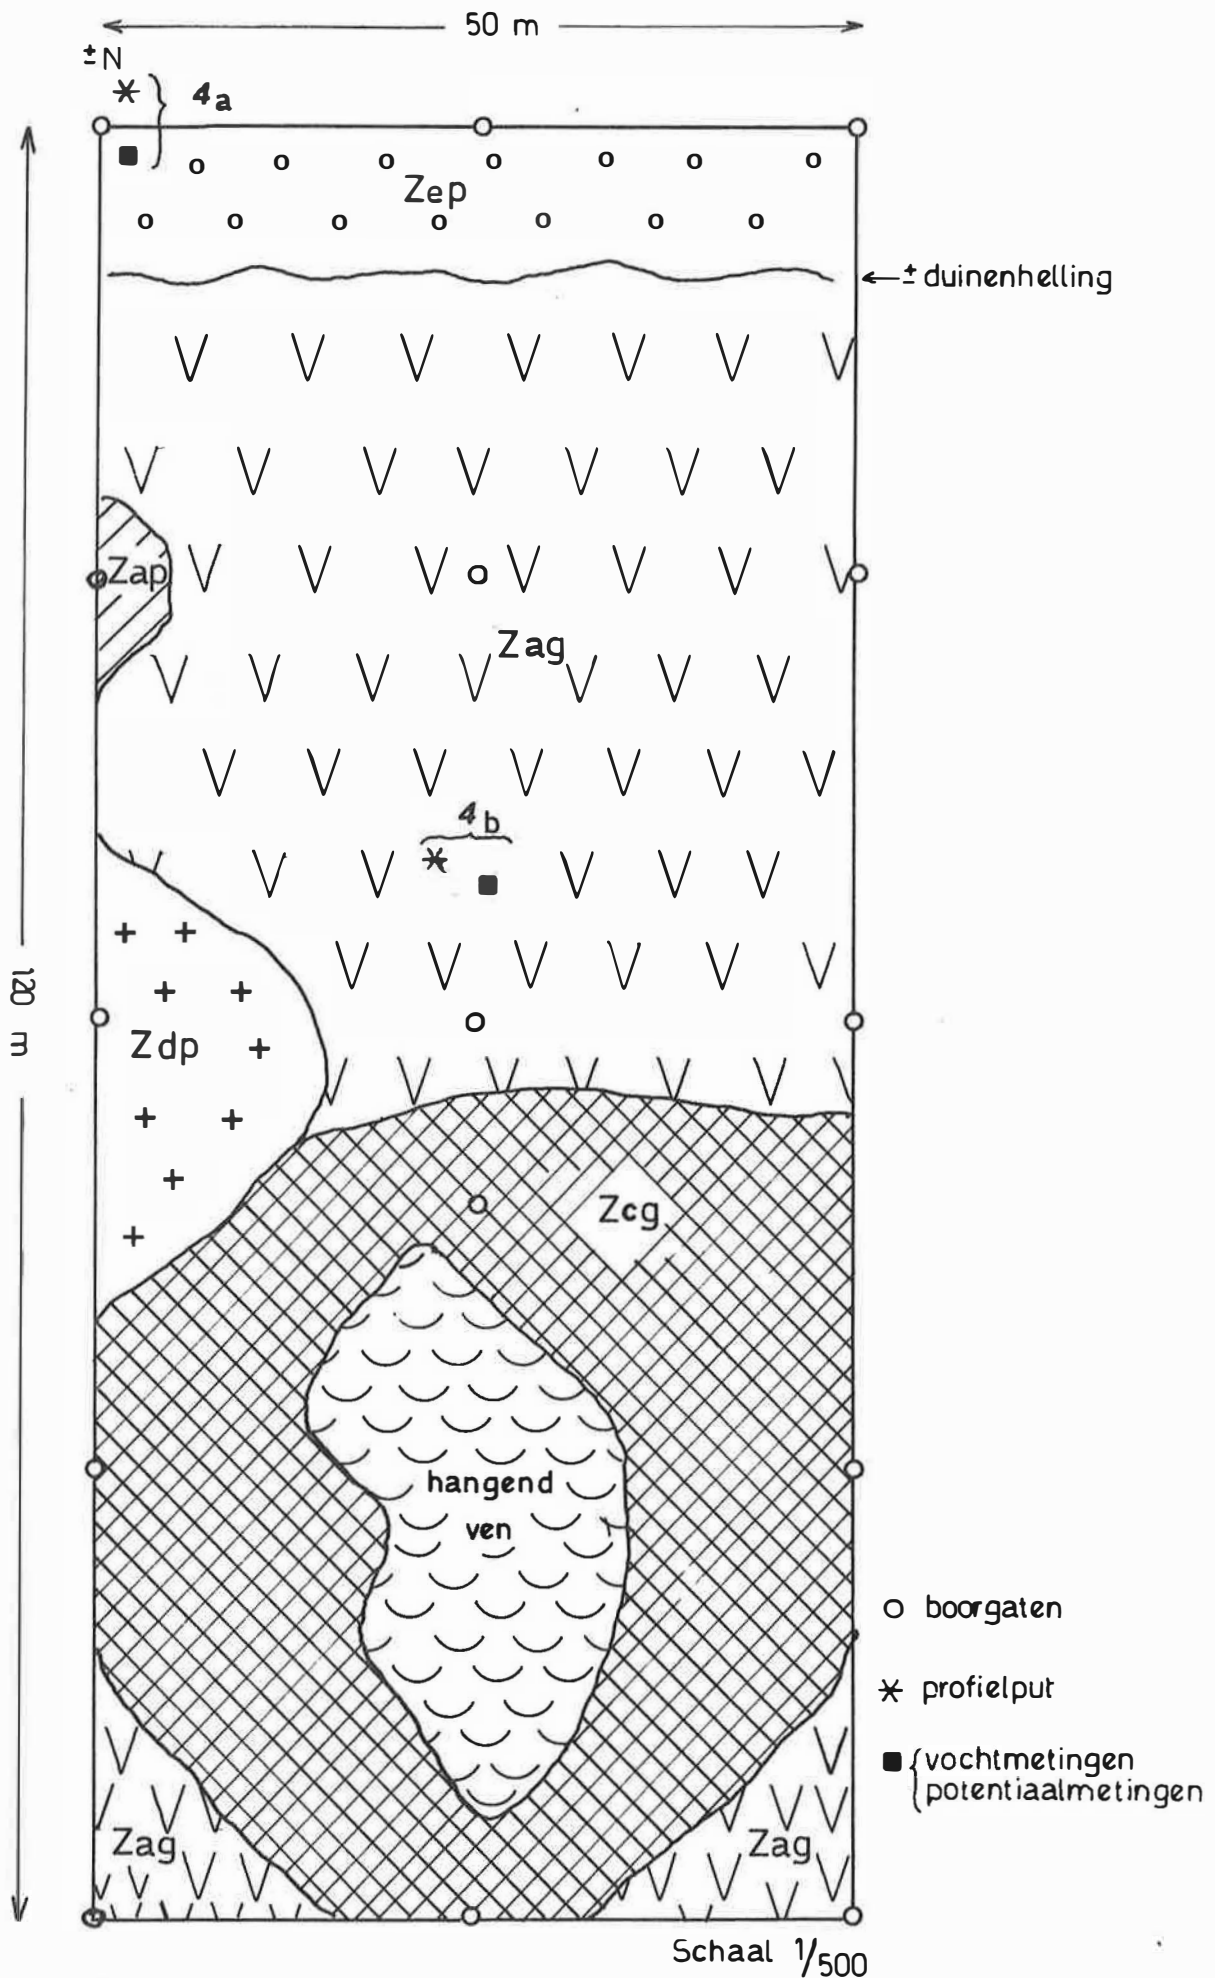 50 m
± N
4a
Zep
± duinenhelling
Zap
Zag
4b
120 m
Zdp
Zcg
hangend
ven
boorgaten
profielput
vochtmetingen
potentiaalmetingen
Zag
Zag
Schaal 1/500